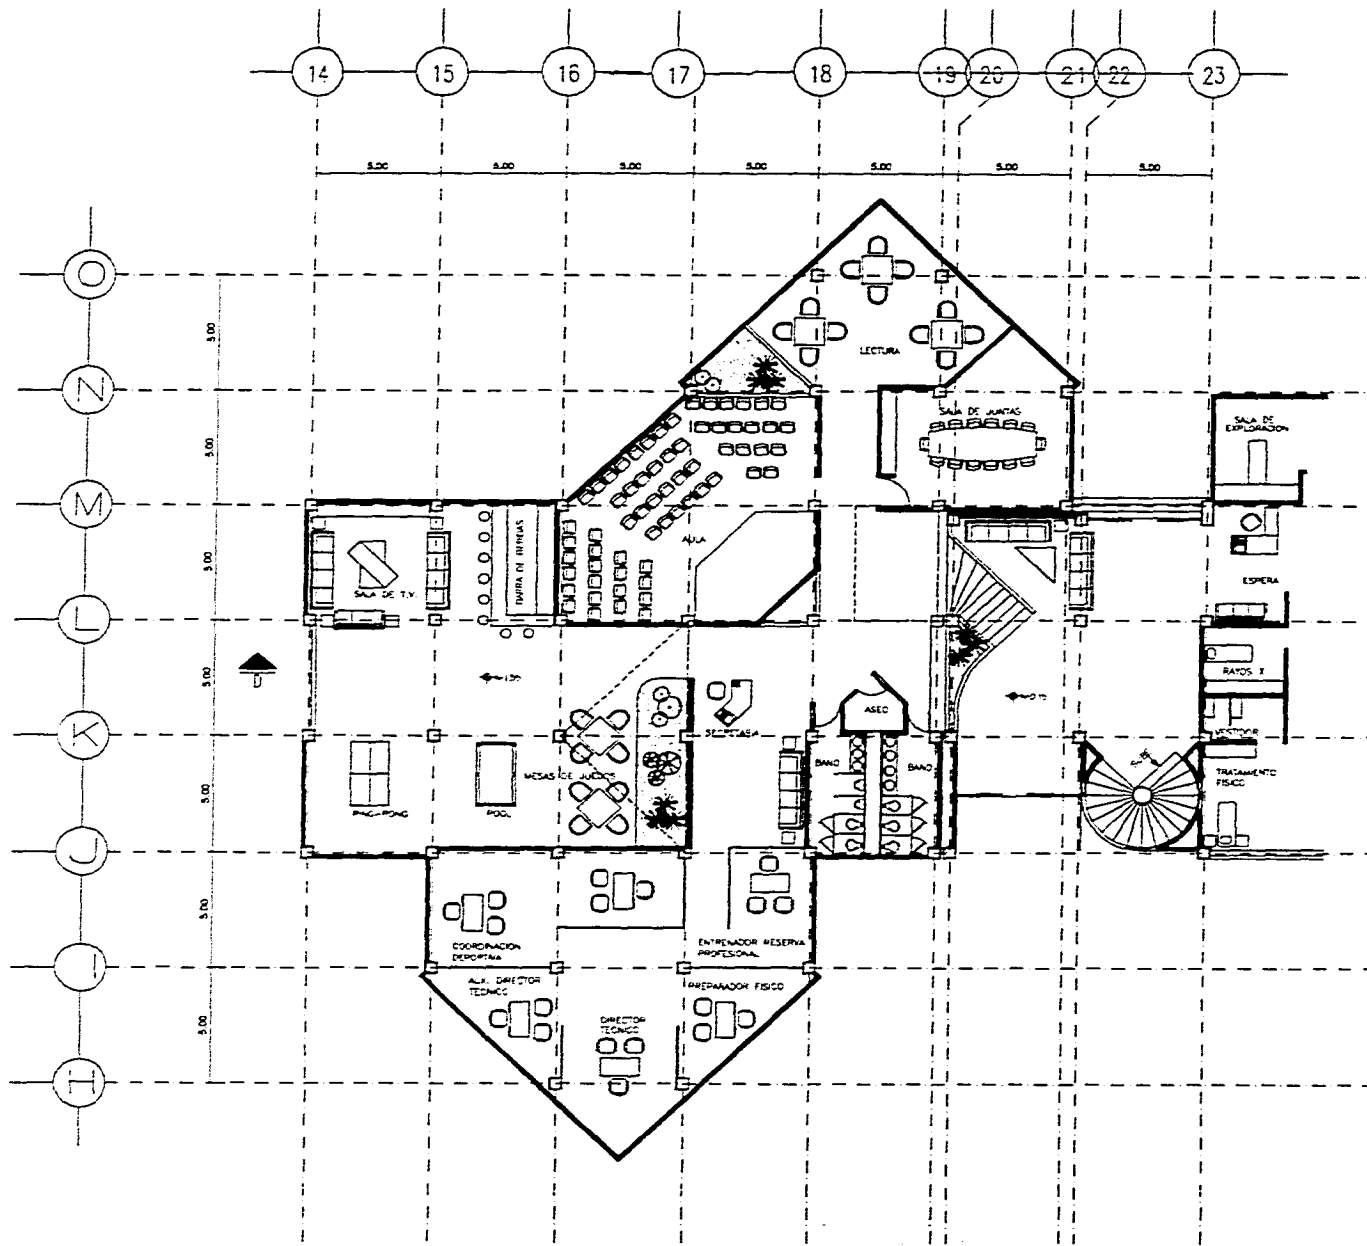 14 15 16 17 18 19 20 21 22 23
5.00 5.00 5.00 5.00 5.00 5.00 5.00
O
5.00
LECTURA
N
SALA DE JUNTAS
SALA DE
EXPLORACION
5.00
M
AULA
BARRA DE BEBIDAS
5.00
ESPERA
SALA DE T.V.
L
5.00
RAYOS X
ASEO
K
SECRETARIA
VESTIDOR
BAÑO
BAÑO
MESAS DE JUEGOS
TRATAMIENTO
FISICO
5.00
PING-PONG
POOL
J
5.00
ENTRENADOR RESERVA
PROFESIONAL
COORDINACION
DEPORTIVA
I
AUX. DIRECTOR
TECNICO
PREPARADOR FISICO
5.00
DIRECTOR
TECNICO
H